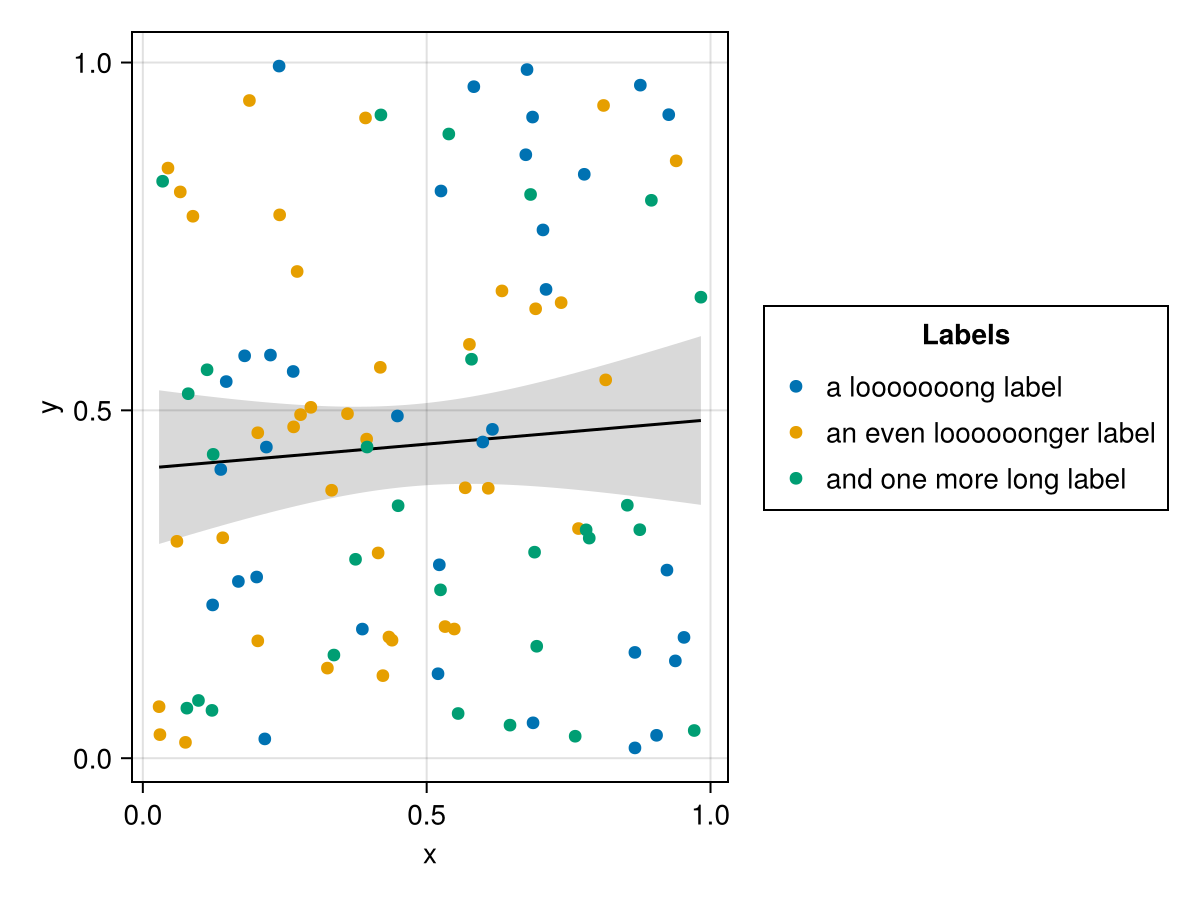 1.0
0.5
0.0
y
0.0 0.5 1.0
x
Labels
a looooooong label
an even loooooonger label
and one more long label